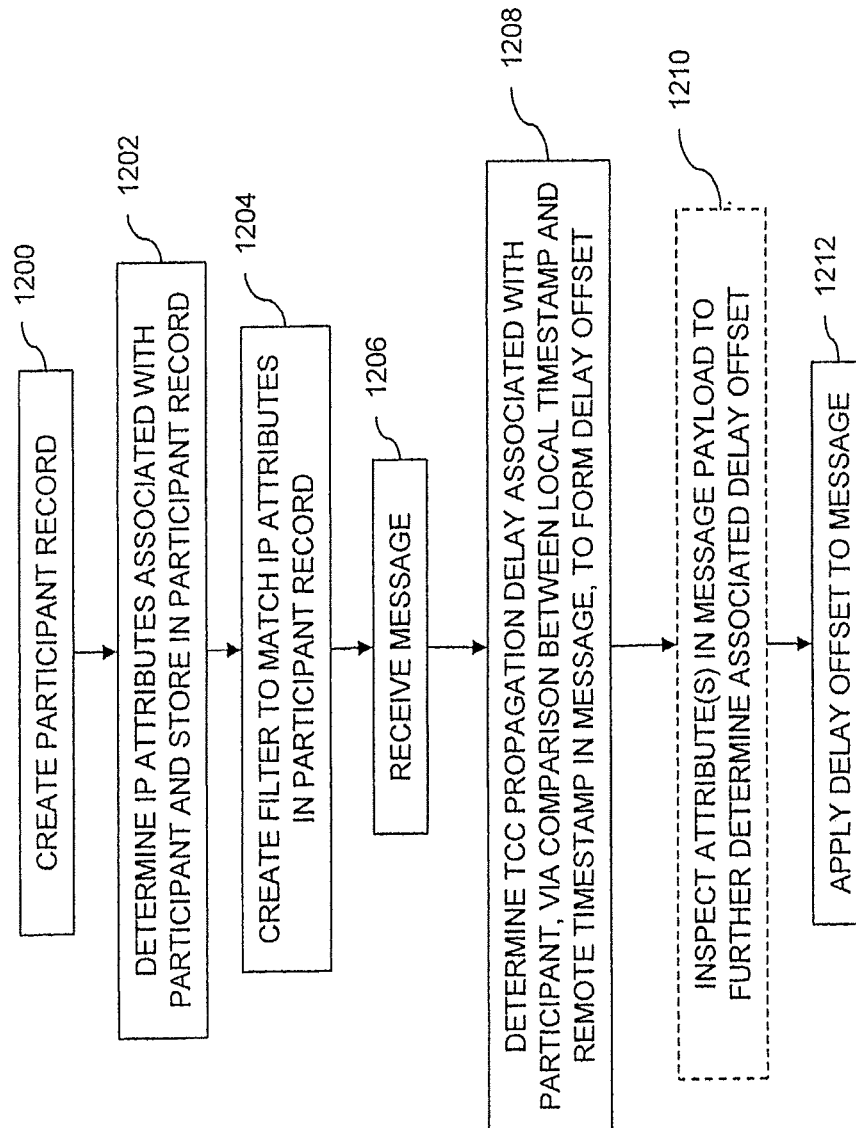 CREATE PARTICIPANT RECORD
1200
DETERMINE IP ATTRIBUTES ASSOCIATED WITH
PARTICIPANT AND STORE IN PARTICIPANT RECORD
1202
CREATE FILTER TO MATCH IP ATTRIBUTES
IN PARTICIPANT RECORD
1204
RECEIVE MESSAGE
1206
DETERMINE TCC PROPAGATION DELAY ASSOCIATED WITH
PARTICIPANT, VIA COMPARISON BETWEEN LOCAL TIMESTAMP AND
REMOTE TIMESTAMP IN MESSAGE, TO FORM DELAY OFFSET
1208
INSPECT ATTRIBUTE(S) IN MESSAGE PAYLOAD TO
FURTHER DETERMINE ASSOCIATED DELAY OFFSET
1210
APPLY DELAY OFFSET TO MESSAGE
1212